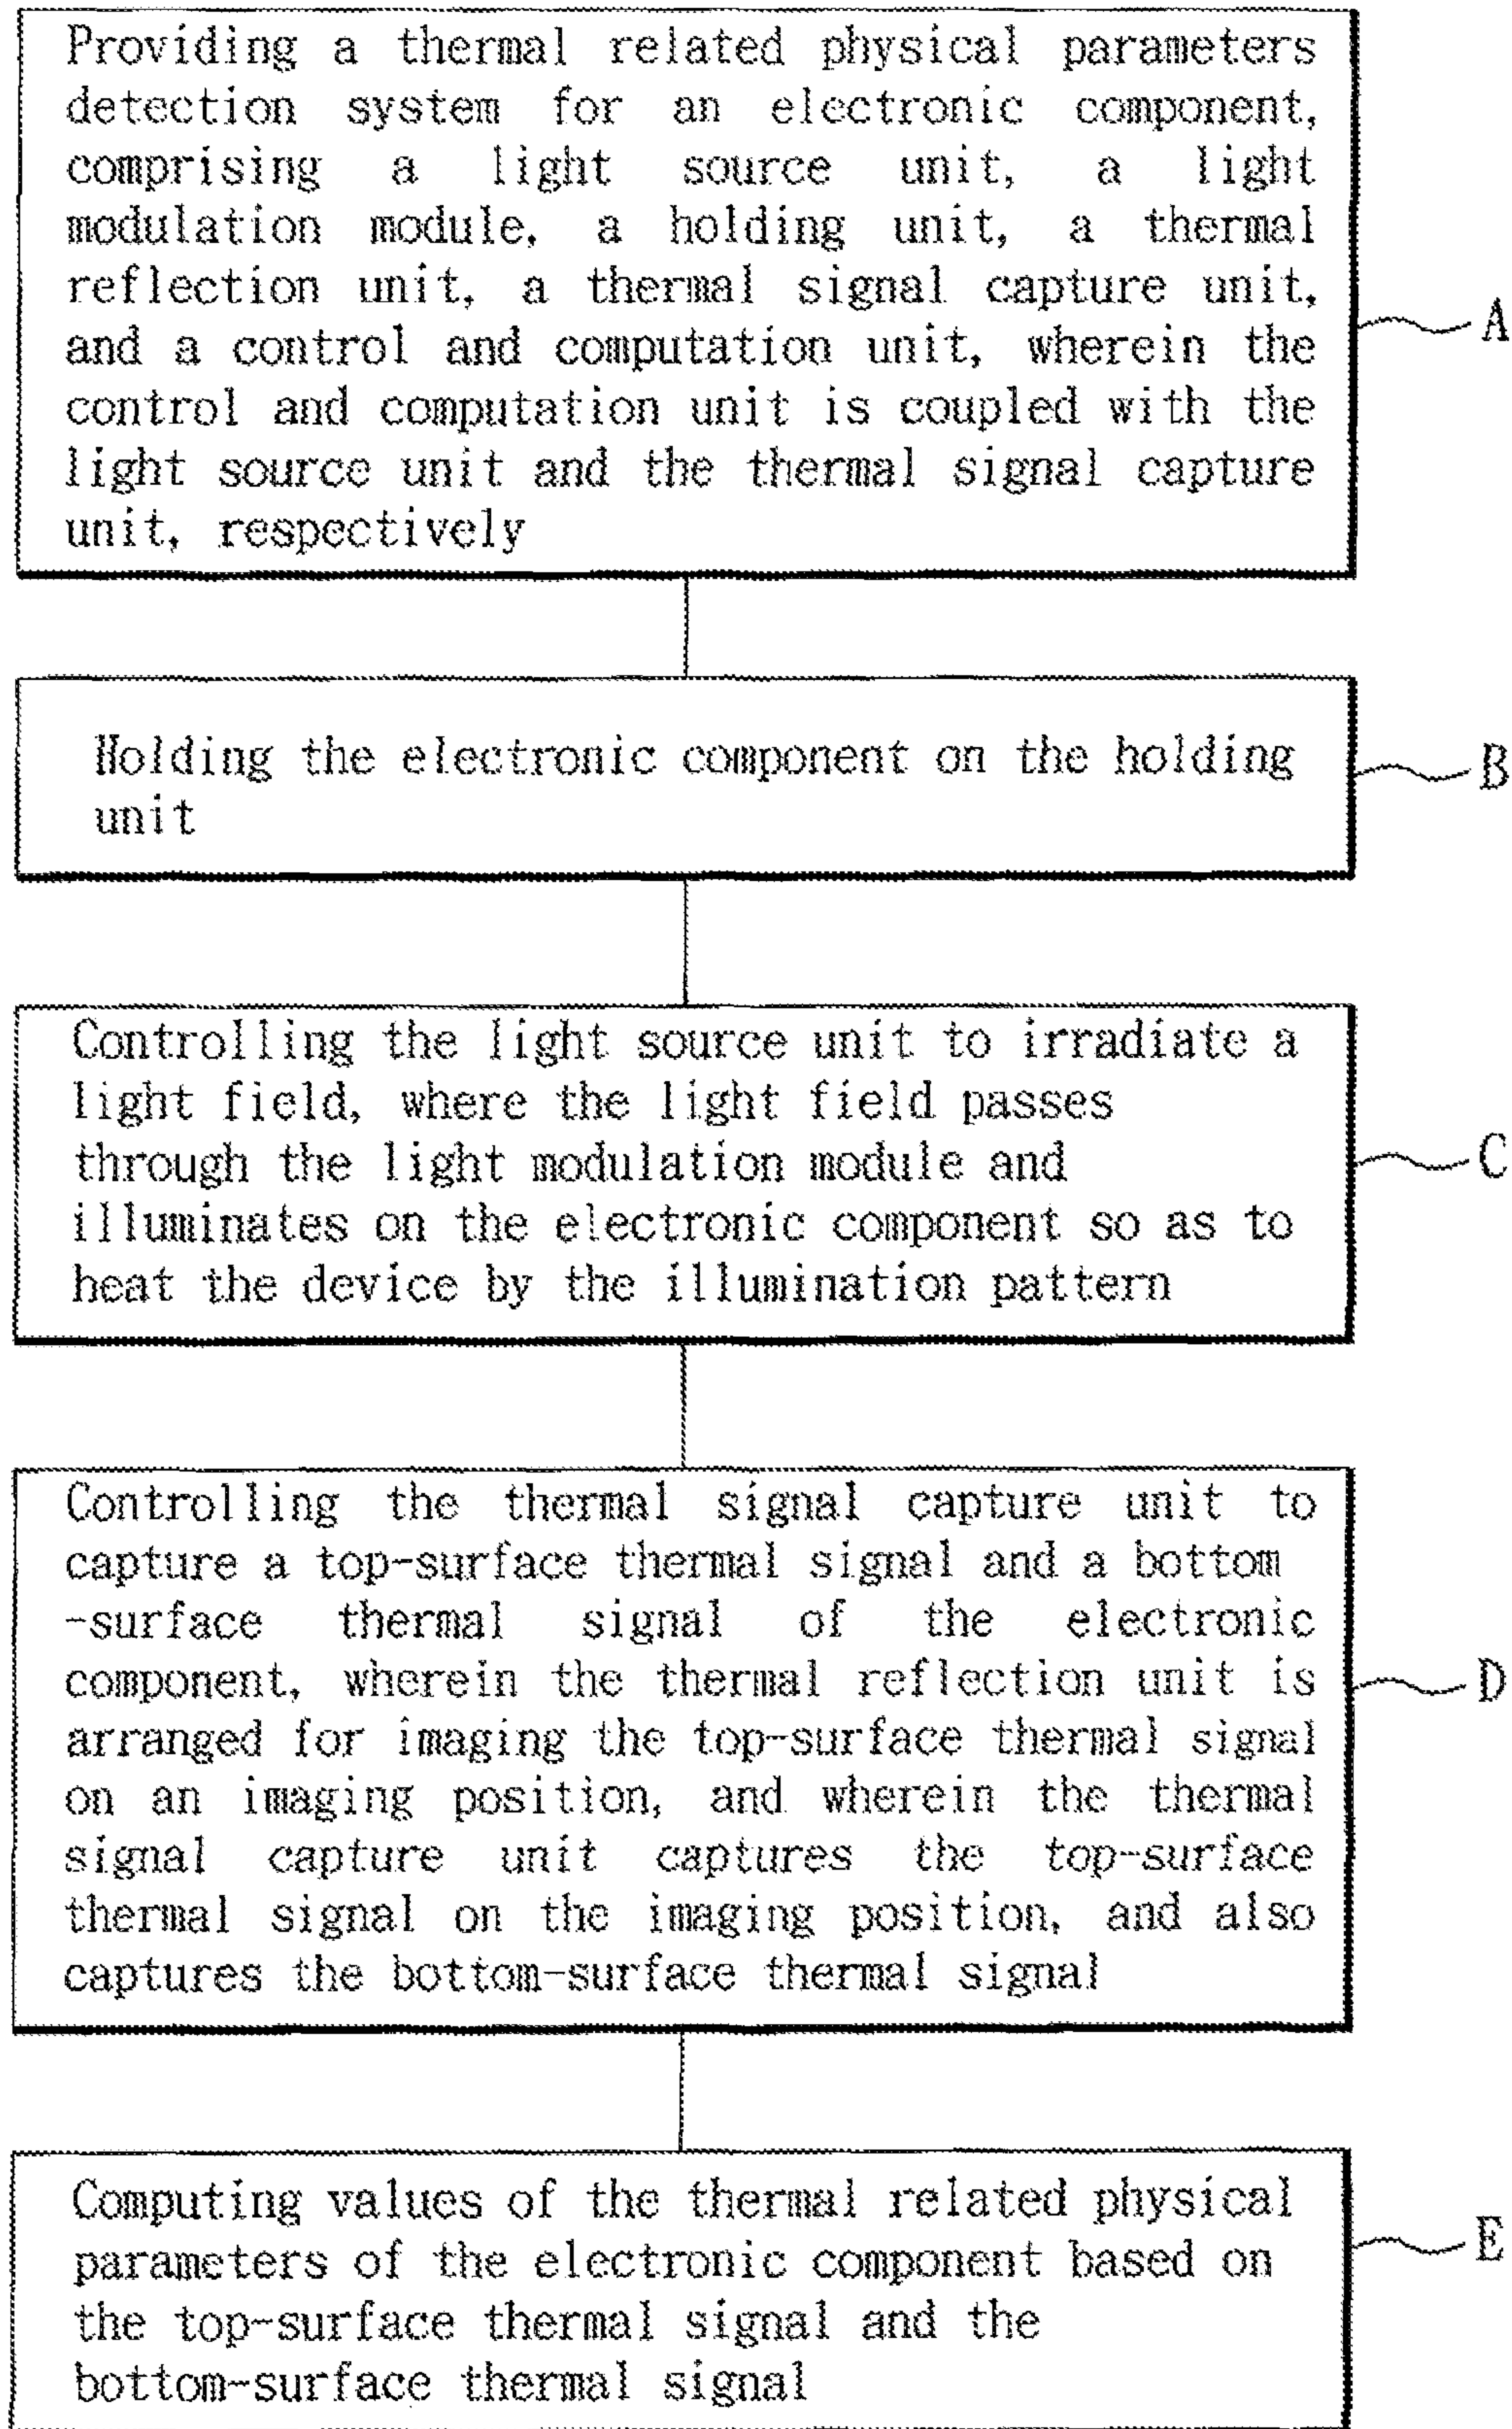 Providing a thermal related physical parameters
detection system for an electronic component,
comprising a light source unit, a light
modulation module, a holding unit, a thermal
reflection unit, a thermal signal capture unit,
and a control and computation unit, wherein the
control and computation unit is coupled with the
light source unit and the thermal signal capture
unit, respectively
A
Holding the electronic component on the holding
unit
B
Controlling the light source unit to irradiate a
light field, where the light field passes
through the light modulation module and
illuminates on the electronic component so as to
heat the device by the illumination pattern
C
Controlling the thermal signal capture unit to
capture a top-surface thermal signal and a bottom
-surface thermal signal of the electronic
component, wherein the thermal reflection unit is
arranged for imaging the top-surface thermal signal
on an imaging position, and wherein the thermal
signal capture unit captures the top-surface
thermal signal on the imaging position, and also
captures the bottom-surface thermal signal
D
Computing values of the thermal related physical
parameters of the electronic component based on
the top-surface thermal signal and the
bottom-surface thermal signal
E